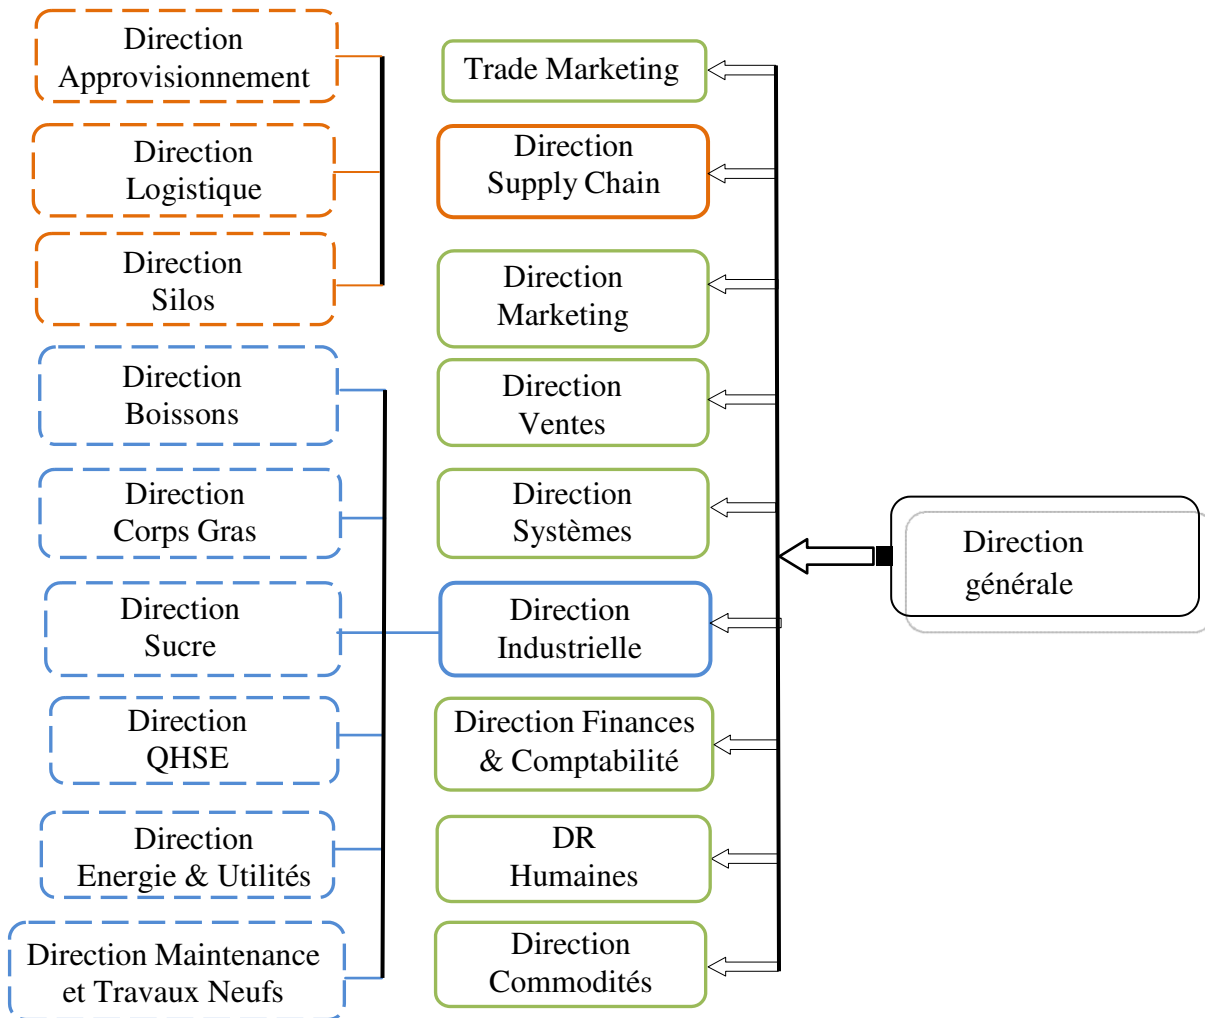 Direction
Approvisionnement
Direction
Logistique
Direction
Silos
Direction
Boissons
Direction
Corps Gras
Direction
Sucre
Direction
QHSE
Direction
Energie & Utilités
Direction Maintenance
et Travaux Neufs
Trade Marketing
Direction
Supply Chain
Direction
Marketing
Direction
Ventes
Direction
Systèmes
Direction
Industrielle
Direction Finances
& Comptabilité
DR
Humaines
Direction
Commodités
Direction
générale